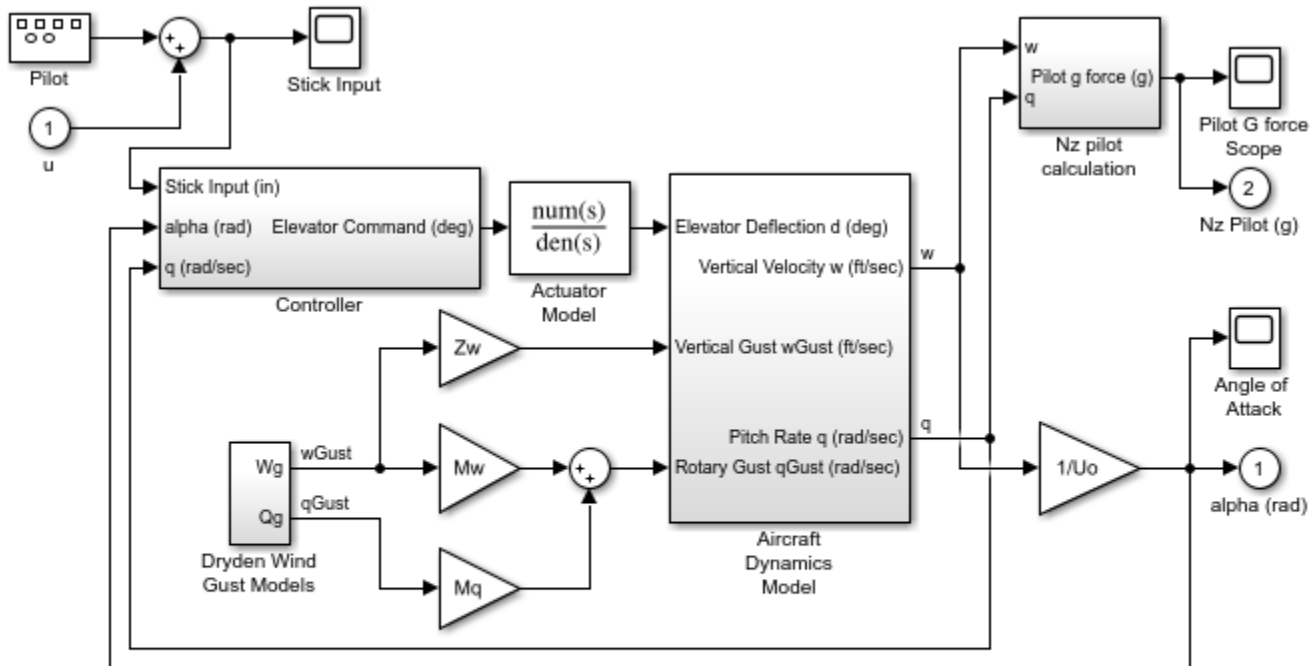 Pilot
+
+
Stick Input
1
u
Stick Input (in)
alpha (rad)
Elevator Command (deg)
q (rad/sec)
Controller
num(s)
den(s)
Actuator
Model
Elevator Deflection d (deg)
Vertical Velocity w (ft/sec)
Vertical Gust wGust (ft/sec)
Pitch Rate q (rad/sec)
Rotary Gust qGust (rad/sec)
Aircraft
Dynamics
Model
w
q
w
Pilot g force (g)
q
Nz pilot
calculation
Pilot G force
Scope
2
Nz Pilot (g)
Angle of
Attack
1/Uo
1
alpha (rad)
Zw
Mw
Mq
+
+
Wg
Qg
wGust
qGust
Dryden Wind
Gust Models